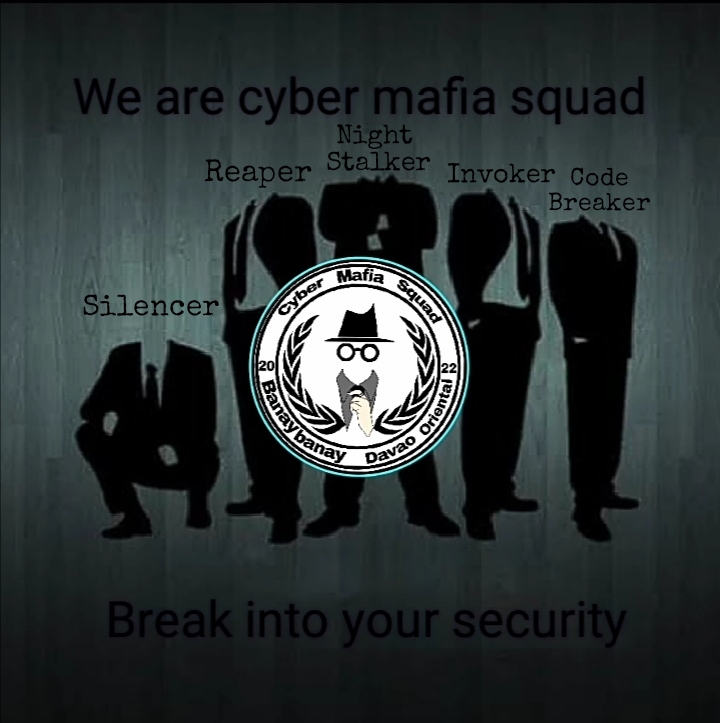 We are cyber mafia squad
Night
Stalker
Reaper
Invoker
Code
Breaker
Silencer
Cyber Mafia Squad
20
22
Banaybanay Davao Oriental
Break into your security